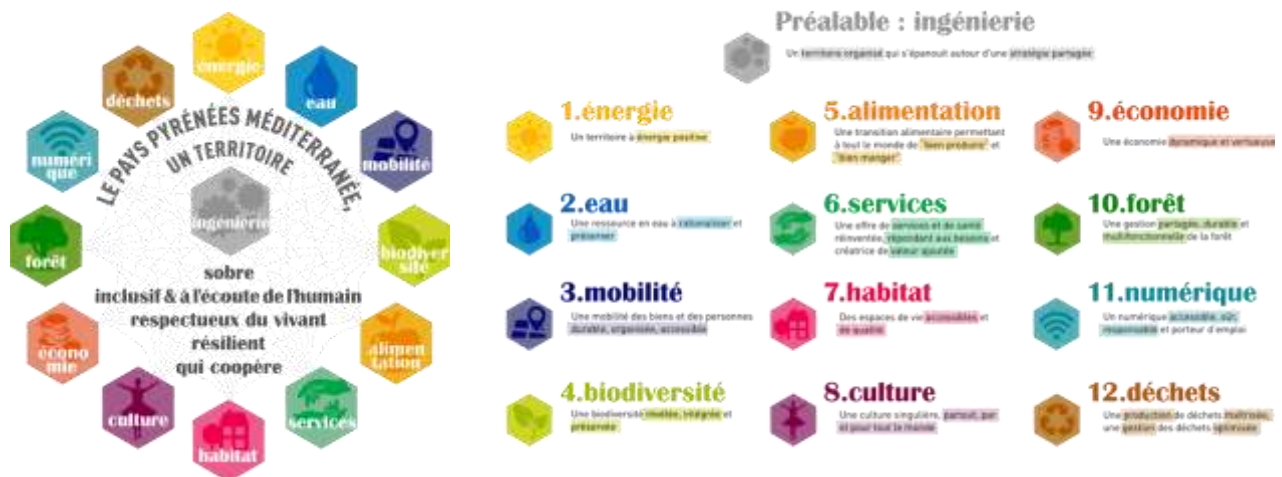 énergie
eau
mobilité
biodiver
sité
alimen
tation
services
habitat
culture
écono
mie
forêt
numéri
que
déchets
LE PAYS PYRÉNÉES MÉDITERRANÉE,
UN TERRITOIRE
ingénierie
sobre
inclusif & à l'écoute de l'humain
respectueux du vivant
résilient
qui coopère
Préalable : ingénierie
Un territoire organisé qui s'épanouit autour d'une stratégie partagée
1.énergie
Un territoire à énergie positive
2.eau
Une ressource en eau à rationaliser et
préserver
3.mobilité
Une mobilité des biens et des personnes
durable, organisée, accessible
4.biodiversité
Une biodiversité révélée, intégrée et
préservée
5.alimentation
Une transition alimentaire permettant
à tout le monde de "bien produire" et
"bien manger"
6.services
Une offre de services et de santé
réinventée, répondant aux besoins et
créatrice de valeur ajoutée
7.habitat
Des espaces de vie accessibles et
de qualité
8.culture
Une culture singulière, partout, par
et pour tout le monde
9.économie
Une économie dynamique et vertueuse
10.forêt
Une gestion partagée, durable et
multifonctionnelle de la forêt
11.numérique
Un numérique accessible, sûr,
responsable et porteur d'emploi
12.déchets
Une production de déchets maîtrisée,
une gestion des déchets optimisée